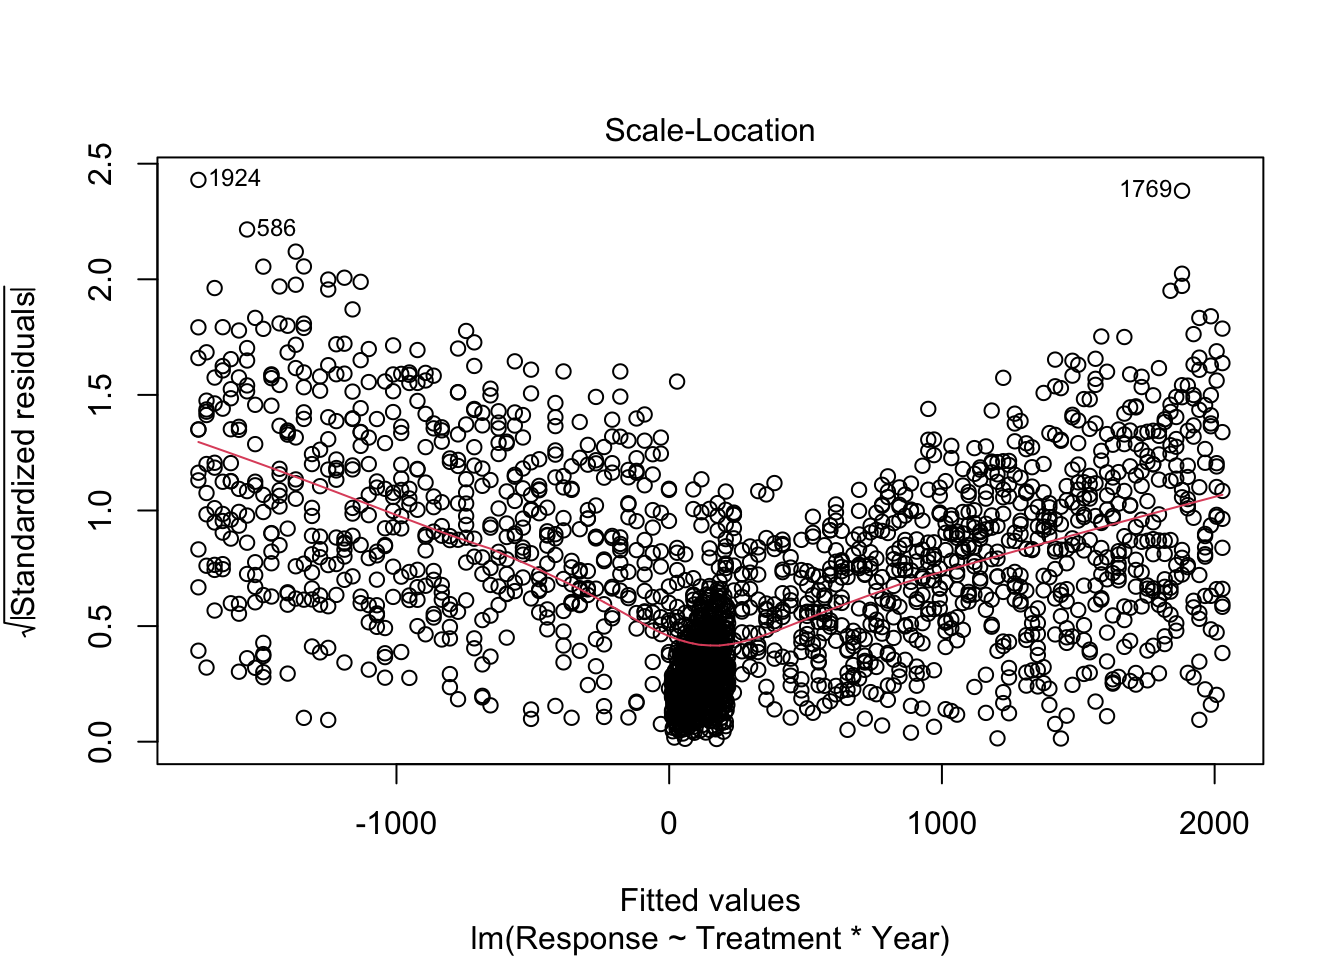 Scale-Location
√|Standardized residuals|
2.5
2.0
1.5
1.0
0.5
0.0
1924
586
1769
-1000 0 1000 2000
Fitted values
lm(Response ~ Treatment * Year)